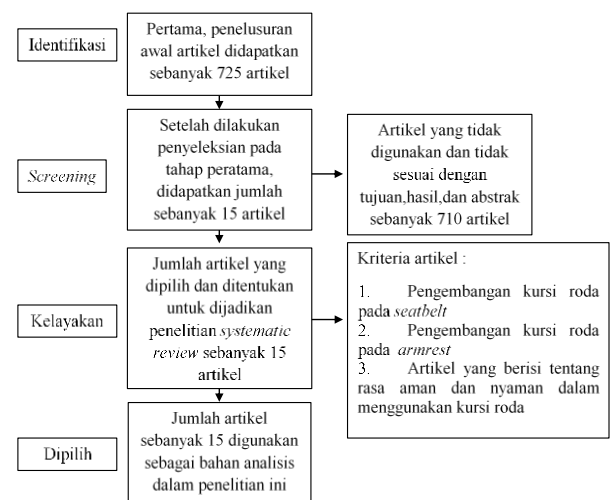 Identifikasi
Pertama, penelusuran
awal artikel didapatkan
sebanyak 725 artikel
Screening
Setelah dilakukan
penyeleksian pada
tahap peratama,
didapatkan jumlah
sebanyak 15 artikel
Artikel yang tidak
digunakan dan tidak
sesuai dengan
tujuan,hasil,dan abstrak
sebanyak 710 artikel
Kelayakan
Jumlah artikel yang
dipilih dan ditentukan
untuk dijadikan
penelitian systematic
review sebanyak 15
artikel
Kriteria artikel :
1. Pengembangan kursi roda
pada seatbelt
2. Pengembangan kursi roda
pada armrest
3. Artikel yang berisi tentang
rasa aman dan nyaman dalam
menggunakan kursi roda
Dipilih
Jumlah artikel
sebanyak 15 digunakan
sebagai bahan analisis
dalam penelitian ini